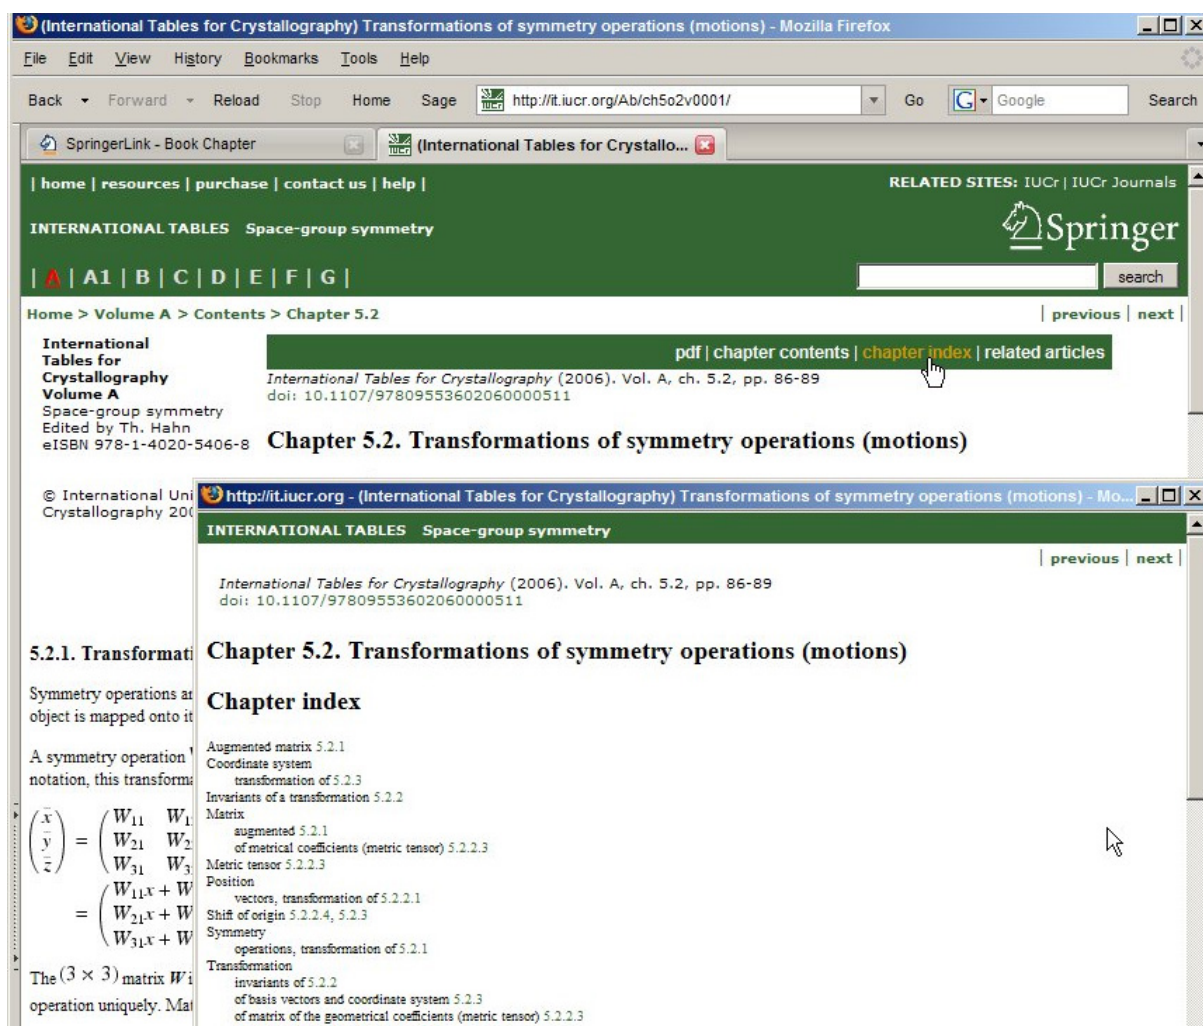 (International Tables for Crystallography) Transformations of symmetry operations (motions) - Mozilla Firefox
File Edit View History Bookmarks Tools Help
Back Forward Reload Stop Home Sage http://it.iucr.org/Ab/ch5o2v0001/ Go G Google Search
SpringerLink - Book Chapter (International Tables for Crystallo...
| home | resources | purchase | contact us | help | RELATED SITES: IUCr | IUCr Journals
INTERNATIONAL TABLES Space-group symmetry
Springer
| A | A1 | B | C | D | E | F | G |
search
Home > Volume A > Contents > Chapter 5.2 | previous | next |
International
Tables for
Crystallography
Volume A
Space-group symmetry
Edited by Th. Hahn
eISBN 978-1-4020-5406-8
pdf | chapter contents | chapter index | related articles
International Tables for Crystallography (2006). Vol. A, ch. 5.2, pp. 86-89
doi: 10.1107/97809553602060000511
Chapter 5.2. Transformations of symmetry operations (motions)
© International Uni
Crystallography 200
5.2.1. Transformati
Symmetry operations ar
object is mapped onto it
A symmetry operation
notation, this transforma
x̄ W₁₁ W₁
ȳ = W₂₁ W₂
z̄ W₃₁ W₃
W₁₁x + W
= W₂₁x + W
W₃₁x + W
The (3 × 3) matrix W i
operation uniquely. Mat
http://it.iucr.org - (International Tables for Crystallography) Transformations of symmetry operations (motions) - Mo...
INTERNATIONAL TABLES Space-group symmetry
| previous | next |
International Tables for Crystallography (2006). Vol. A, ch. 5.2, pp. 86-89
doi: 10.1107/97809553602060000511
Chapter 5.2. Transformations of symmetry operations (motions)
Chapter index
Augmented matrix 5.2.1
Coordinate system
transformation of 5.2.3
Invariants of a transformation 5.2.2
Matrix
augmented 5.2.1
of metrical coefficients (metric tensor) 5.2.2.3
Metric tensor 5.2.2.3
Position
vectors, transformation of 5.2.2.1
Shift of origin 5.2.2.4, 5.2.3
Symmetry
operations, transformation of 5.2.1
Transformation
invariants of 5.2.2
of basis vectors and coordinate system 5.2.3
of matrix of the geometrical coefficients (metric tensor) 5.2.2.3